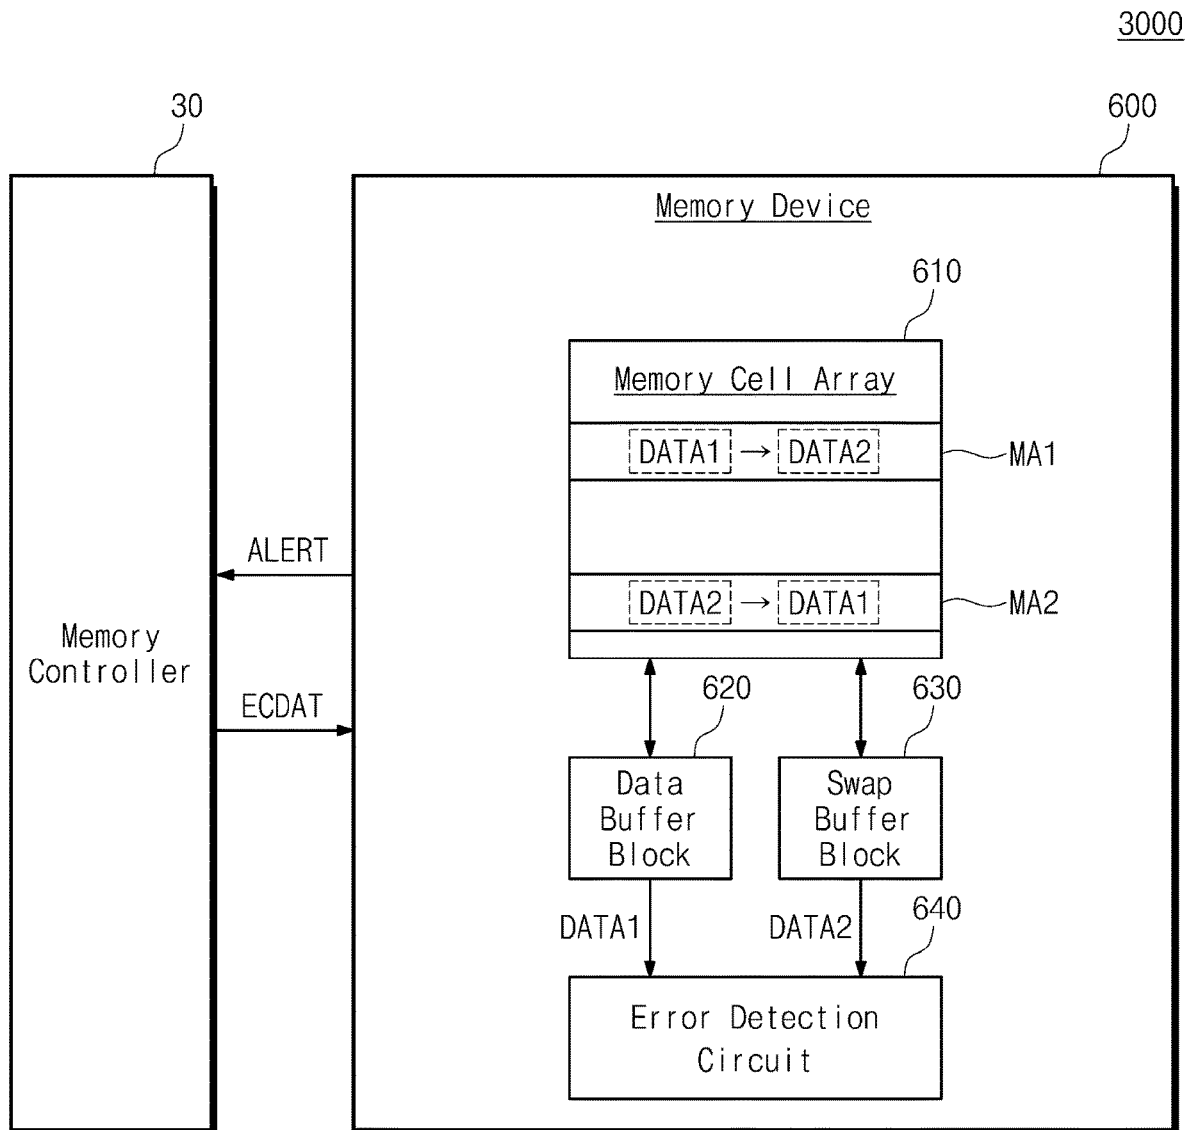 3000
30
600
Memory Device
610
Memory Cell Array
DATA1 → DATA2
MA1
ALERT
DATA2 → DATA1
MA2
Memory
Controller
ECDAT
620
630
Data
Buffer
Block
Swap
Buffer
Block
DATA1
DATA2
640
Error Detection
Circuit